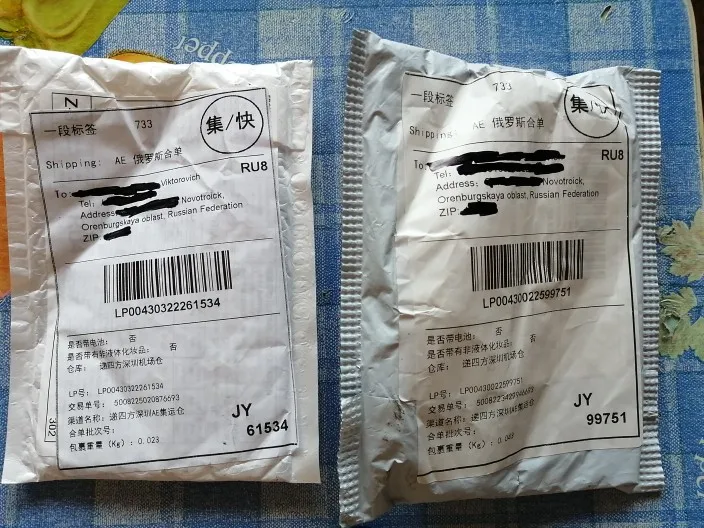 pper
N
一段标签 733
集/快
Shipping: AE 俄罗斯合单
RU8
To: Viktorovich
Tel:
Address: Novotroick,
Orenburgskaya oblast, Russian Federation
ZIP:
LP00430322261534
是否带电池： 否
是否带有非液体化妆品： 否
仓库： 递四方深圳机场仓
LP号： LP00430322261534
交易单号： 5008225020876693
渠道名称：递四方深圳AE集运仓
合单批次号：
包裹重量（Kg）：0.023
JY
61534
302
一段标签 733
集/快
Shipping: AE 俄罗斯合单
RU8
To:
Tel:
Address: Novotroick,
Orenburgskaya oblast, Russian Federation
ZIP:
LP00430022599751
是否带电池： 否
是否带有非液体化妆品： 否
仓库： 递四方深圳机场仓
LP号： LP00430022599751
交易单号：
渠道名称：递四方深圳AE集运仓
合单批次号：
包裹重量（Kg）：
JY
99751